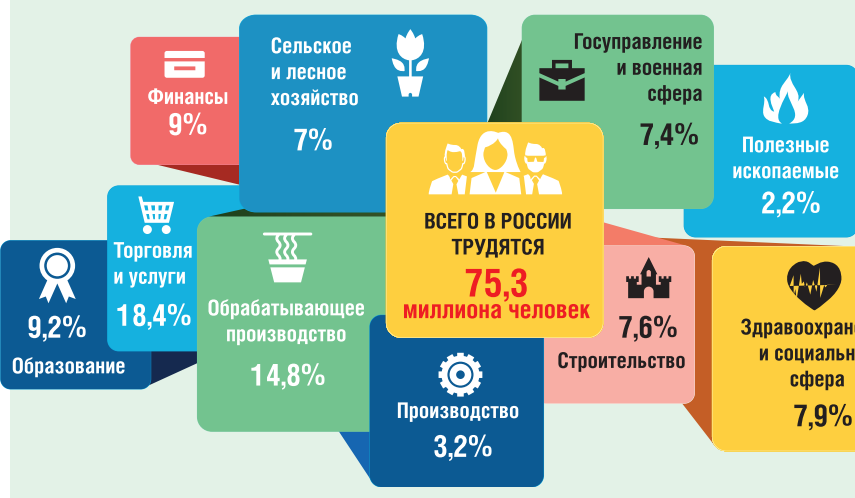 Сельское
и лесное
хозяйство
7%
Госуправление
и военная
сфера
7,4%
Финансы
9%
Полезные
ископаемые
2,2%
ВСЕГО В РОССИИ
ТРУДЯТСЯ
75,3
миллиона человек
Торговля
и услуги
18,4%
9,2%
Образование
Обрабатывающее
производство
14,8%
Производство
3,2%
7,6%
Строительство
Здравоохран
и социальн
сфера
7,9%